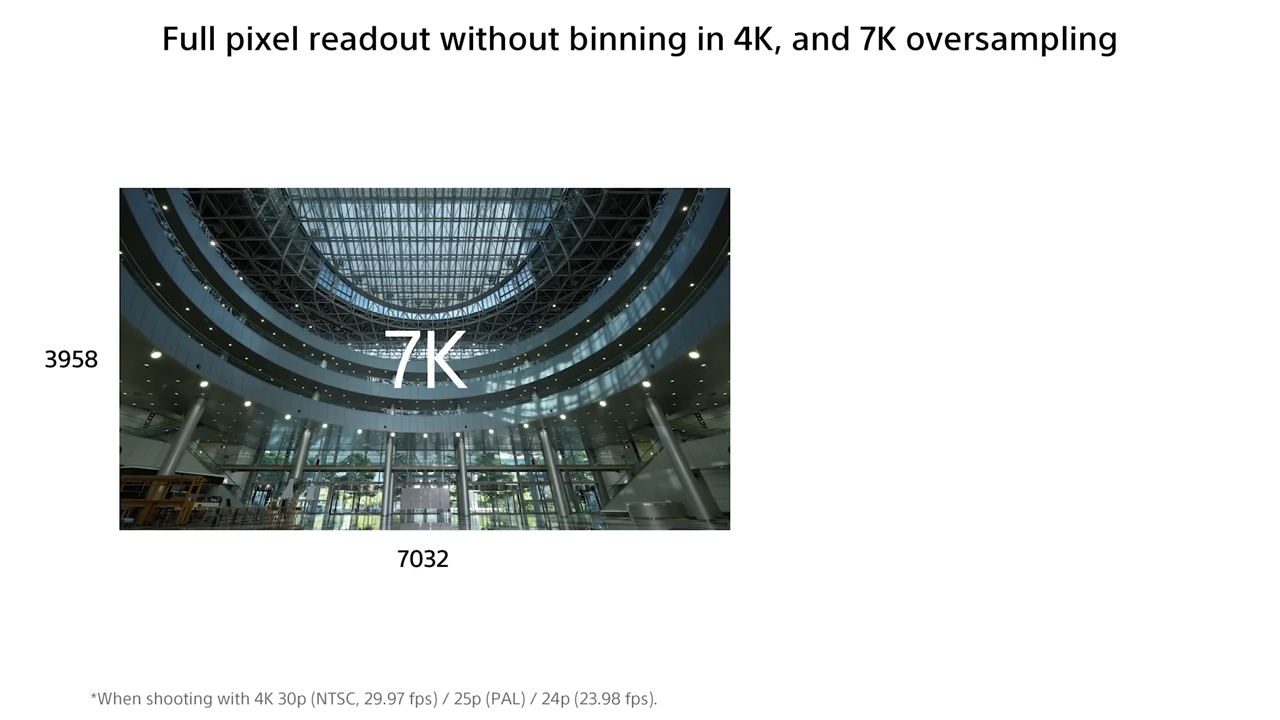 Full pixel readout without binning in 4K, and 7K oversampling
7K
3958
7032
*When shooting with 4K 30p (NTSC, 29.97 fps) / 25p (PAL) / 24p (23.98 fps).